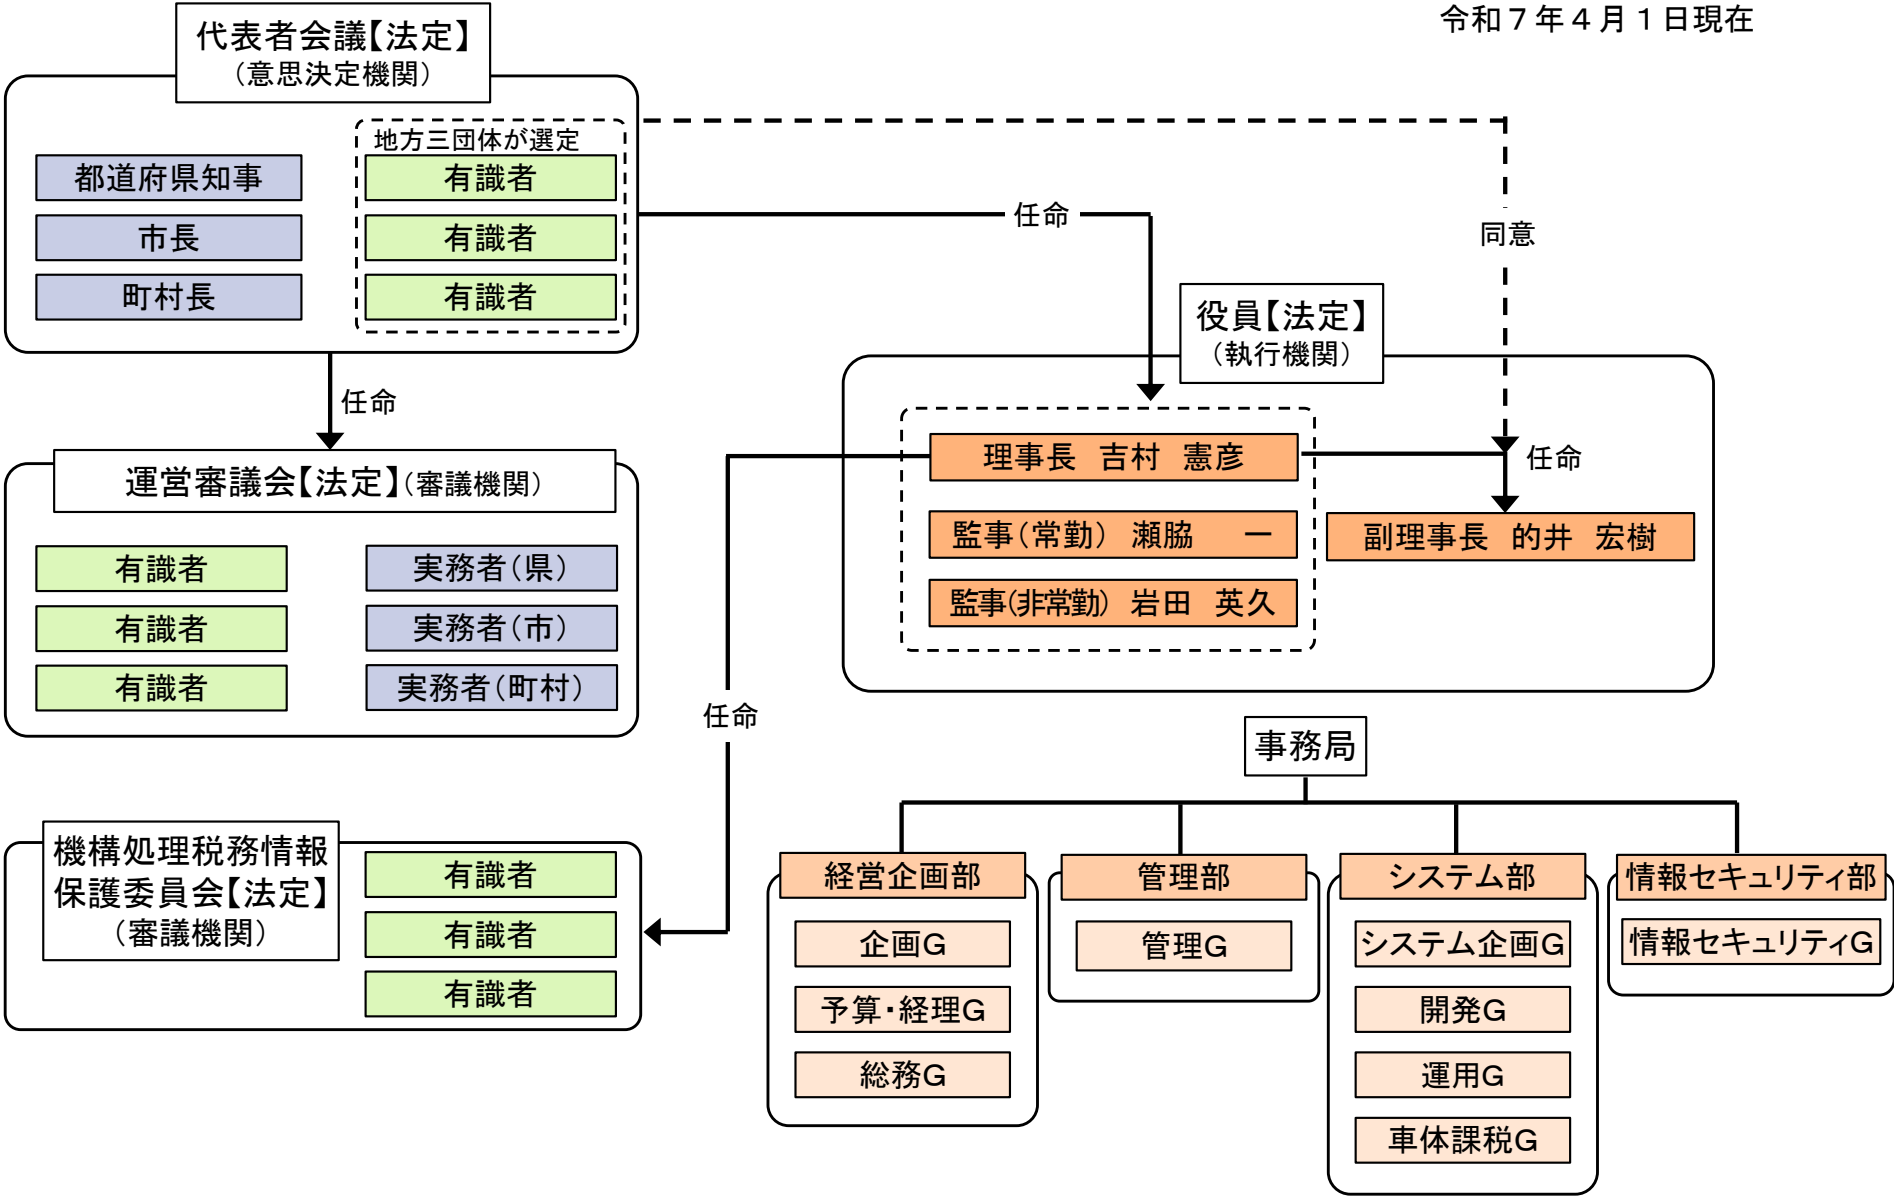 令和７年４月１日現在
代表者会議【法定】
（意思決定機関）
地方三団体が選定
都道府県知事
有識者
市長
有識者
町村長
有識者
任命
同意
任命
役員【法定】
（執行機関）
理事長　吉村　憲彦
任命
監事（常勤）　瀬脇　一
副理事長　的井　宏樹
監事（非常勤）　岩田　英久
運営審議会【法定】（審議機関）
有識者
実務者（県）
有識者
実務者（市）
有識者
実務者（町村）
任命
機構処理税務情報
保護委員会【法定】
（審議機関）
有識者
有識者
有識者
事務局
経営企画部
企画G
予算・経理G
総務G
管理部
管理G
システム部
システム企画G
開発G
運用G
車体課税G
情報セキュリティ部
情報セキュリティG